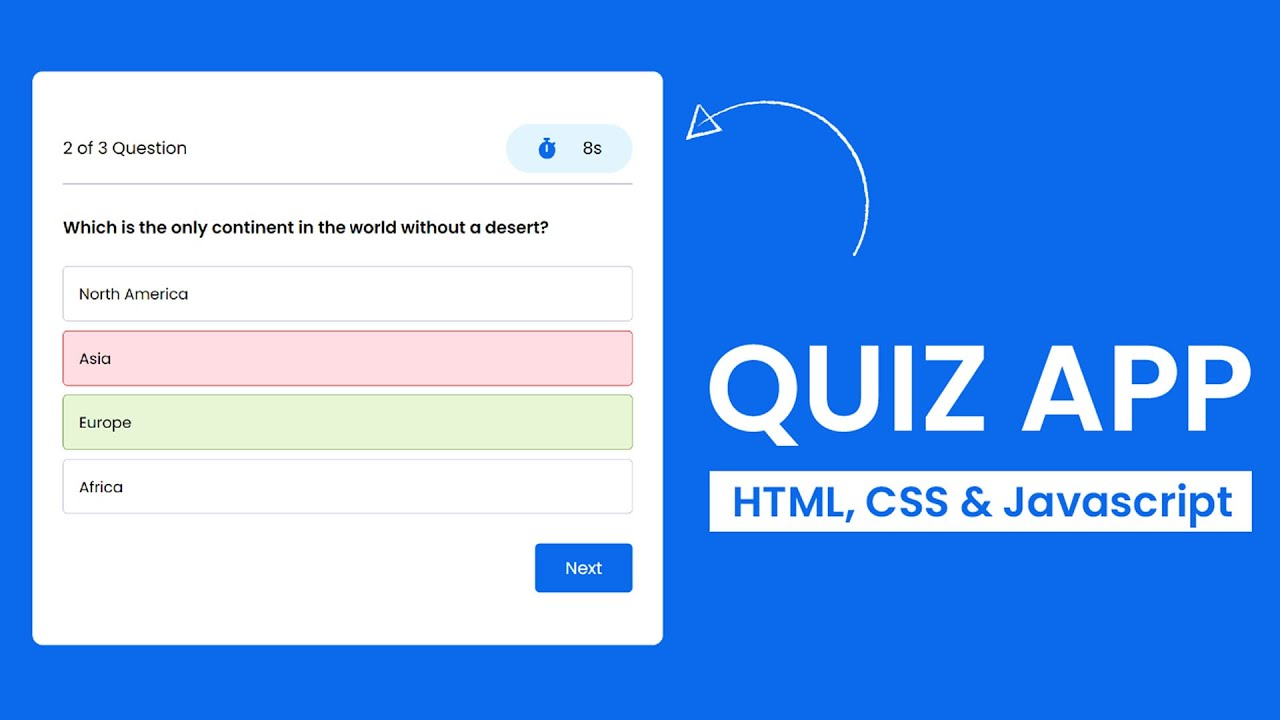 2 of 3 Question
8s
Which is the only continent in the world without a desert?
North America
Asia
Europe
Africa
Next
QUIZ APP
HTML, CSS & Javascript